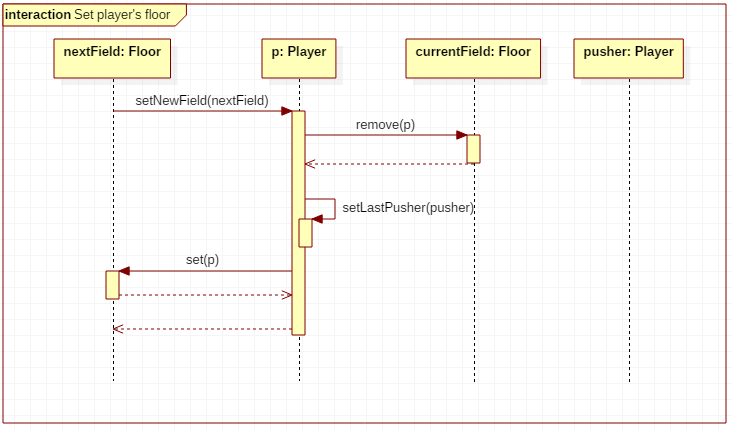 interaction Set player's floor
nextField: Floor
p: Player
currentField: Floor
pusher: Player
setNewField(nextField)
remove(p)
setLastPusher(pusher)
set(p)